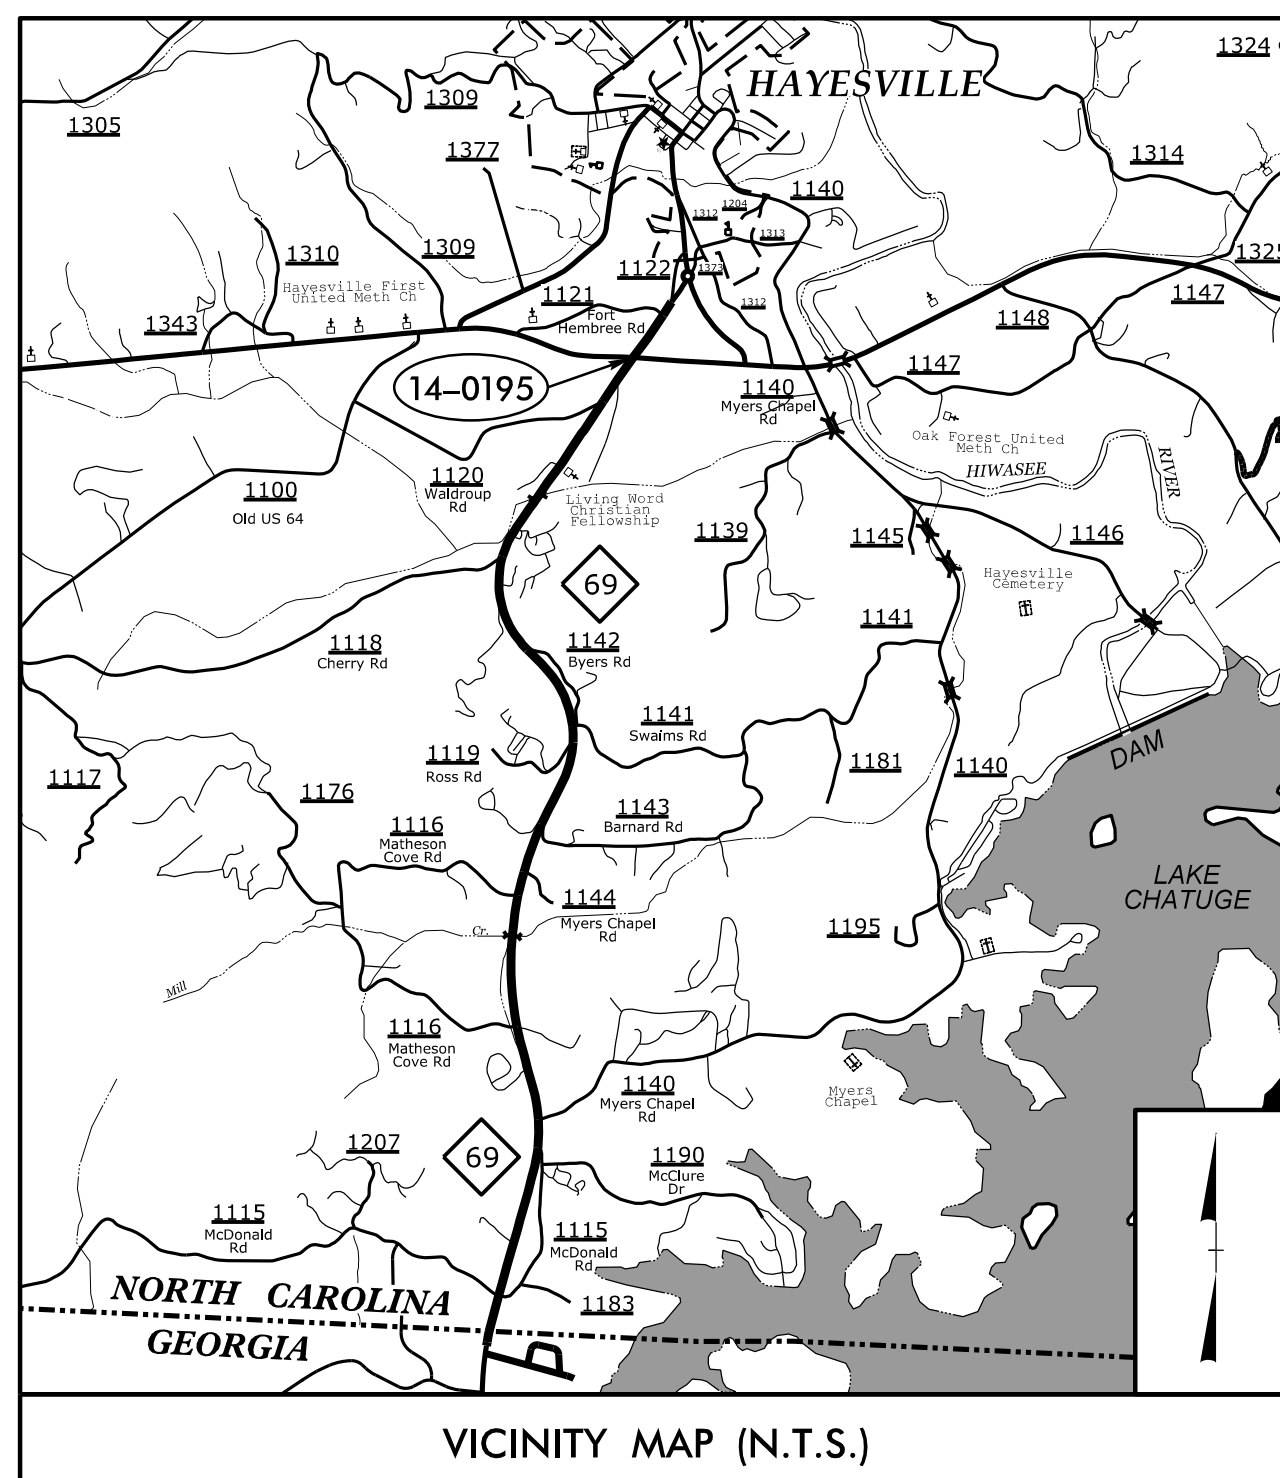 1324
HAYESVILLE
1309
1305
1377
1314
1140
1204
1312
1313
1310
1309
1122
1373
1325
Hayesville First
United Meth Ch
1121
Fort
Hembree Rd
1312
1147
1343
1148
14-0195
1147
1140
Myers Chapel
Rd
Oak Forest United
Meth Ch
HIWASEE
RIVER
1120
Waldroup
Rd
1100
Old US 64
Living Word
Christian
Fellowship
1139
1145
1146
69
Hayesville
Cemetery
1141
1118
Cherry Rd
1142
Byers Rd
1141
Swaims Rd
1119
Ross Rd
1181
1140
DAM
1117
1176
1143
Barnard Rd
1116
Matheson
Cove Rd
LAKE
CHATUGE
1144
Myers Chapel
Rd
1195
Cr.
Mill
1116
Matheson
Cove Rd
1140
Myers Chapel
Rd
Myers
Chapel
1207
69
1190
McClure
Dr
1115
McDonald
Rd
1115
McDonald
Rd
NORTH CAROLINA
1183
GEORGIA
VICINITY MAP (N.T.S.)